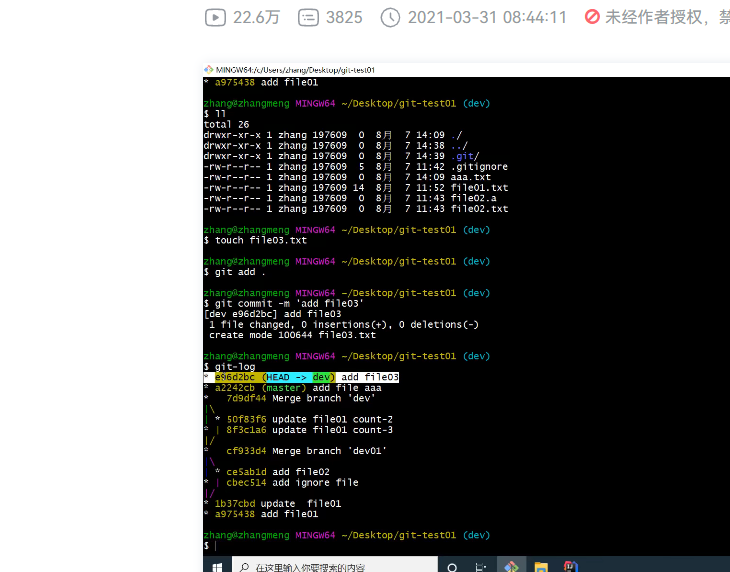 22.6万 3825 2021-03-31 08:44:11 未经作者授权，禁
MINGW64:/c/Users/zhang/Desktop/git-test01
* a975438 add file01
zhang@zhangmeng MINGW64 ~/Desktop/git-test01 (dev)
$ ll
total 26
drwxr-xr-x 1 zhang 197609  0  8月  7 14:09 ./
drwxr-xr-x 1 zhang 197609  0  8月  7 14:38 ../
drwxr-xr-x 1 zhang 197609  0  8月  7 14:39 .git/
-rw-r--r-- 1 zhang 197609  5  8月  7 11:42 .gitignore
-rw-r--r-- 1 zhang 197609  0  8月  7 14:09 aaa.txt
-rw-r--r-- 1 zhang 197609 14  8月  7 11:52 file01.txt
-rw-r--r-- 1 zhang 197609  0  8月  7 11:43 file02.a
-rw-r--r-- 1 zhang 197609  0  8月  7 11:43 file02.txt
zhang@zhangmeng MINGW64 ~/Desktop/git-test01 (dev)
$ touch file03.txt
zhang@zhangmeng MINGW64 ~/Desktop/git-test01 (dev)
$ git add .
zhang@zhangmeng MINGW64 ~/Desktop/git-test01 (dev)
$ git commit -m 'add file03'
[dev e96d2bc] add file03
 1 file changed, 0 insertions(+), 0 deletions(-)
 create mode 100644 file03.txt
zhang@zhangmeng MINGW64 ~/Desktop/git-test01 (dev)
$ git-log
* e96d2bc (HEAD -> dev) add file03
* a2242cb (master) add file aaa
*   7d9df44 Merge branch 'dev'
|\
| * 50f83f6 update file01 count-2
* | 8f3c1a6 update file01 count-3
|/
*   cf933d4 Merge branch 'dev01'
|\
| * ce5ab1d add file02
* | cbec514 add ignore file
|/
* 1b37cbd update  file01
* a975438 add file01
zhang@zhangmeng MINGW64 ~/Desktop/git-test01 (dev)
$
在这里输入你要搜索的内容